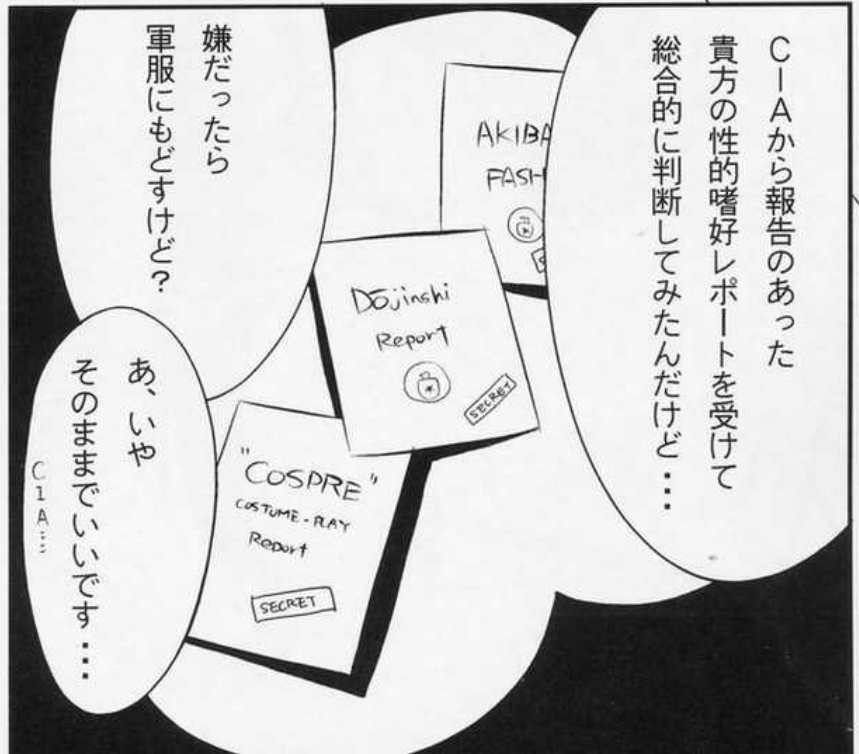 CIAから報告のあった
貴方の性的嗜好レポートを受けて
総合的に判断してみたんだけど・・・
AKIBA
FASH
Dōjinshi
Report
SECRET
"COSPRE"
COSTUME-PLAY
Report
SECRET
嫌だったら
軍服にもどすけど?
あ、いや
そのままでいいです・・・
CIA…